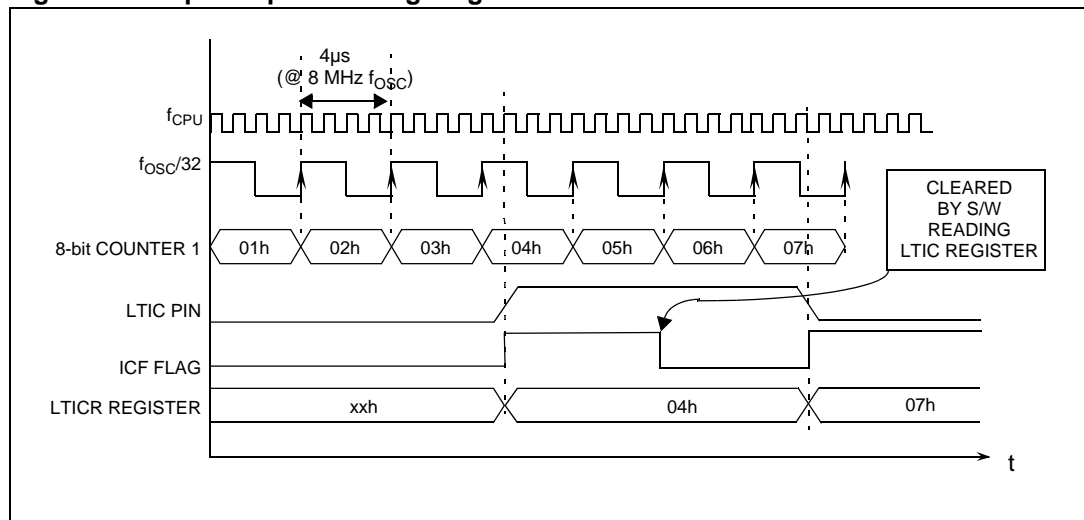 4µs
(@ 8 MHz fOSC)
fCPU
fOSC/32
CLEARED
BY S/W
READING
LTIC REGISTER
8-bit COUNTER 1
01h
02h
03h
04h
05h
06h
07h
LTIC PIN
ICF FLAG
LTICR REGISTER
xxh
04h
07h
t